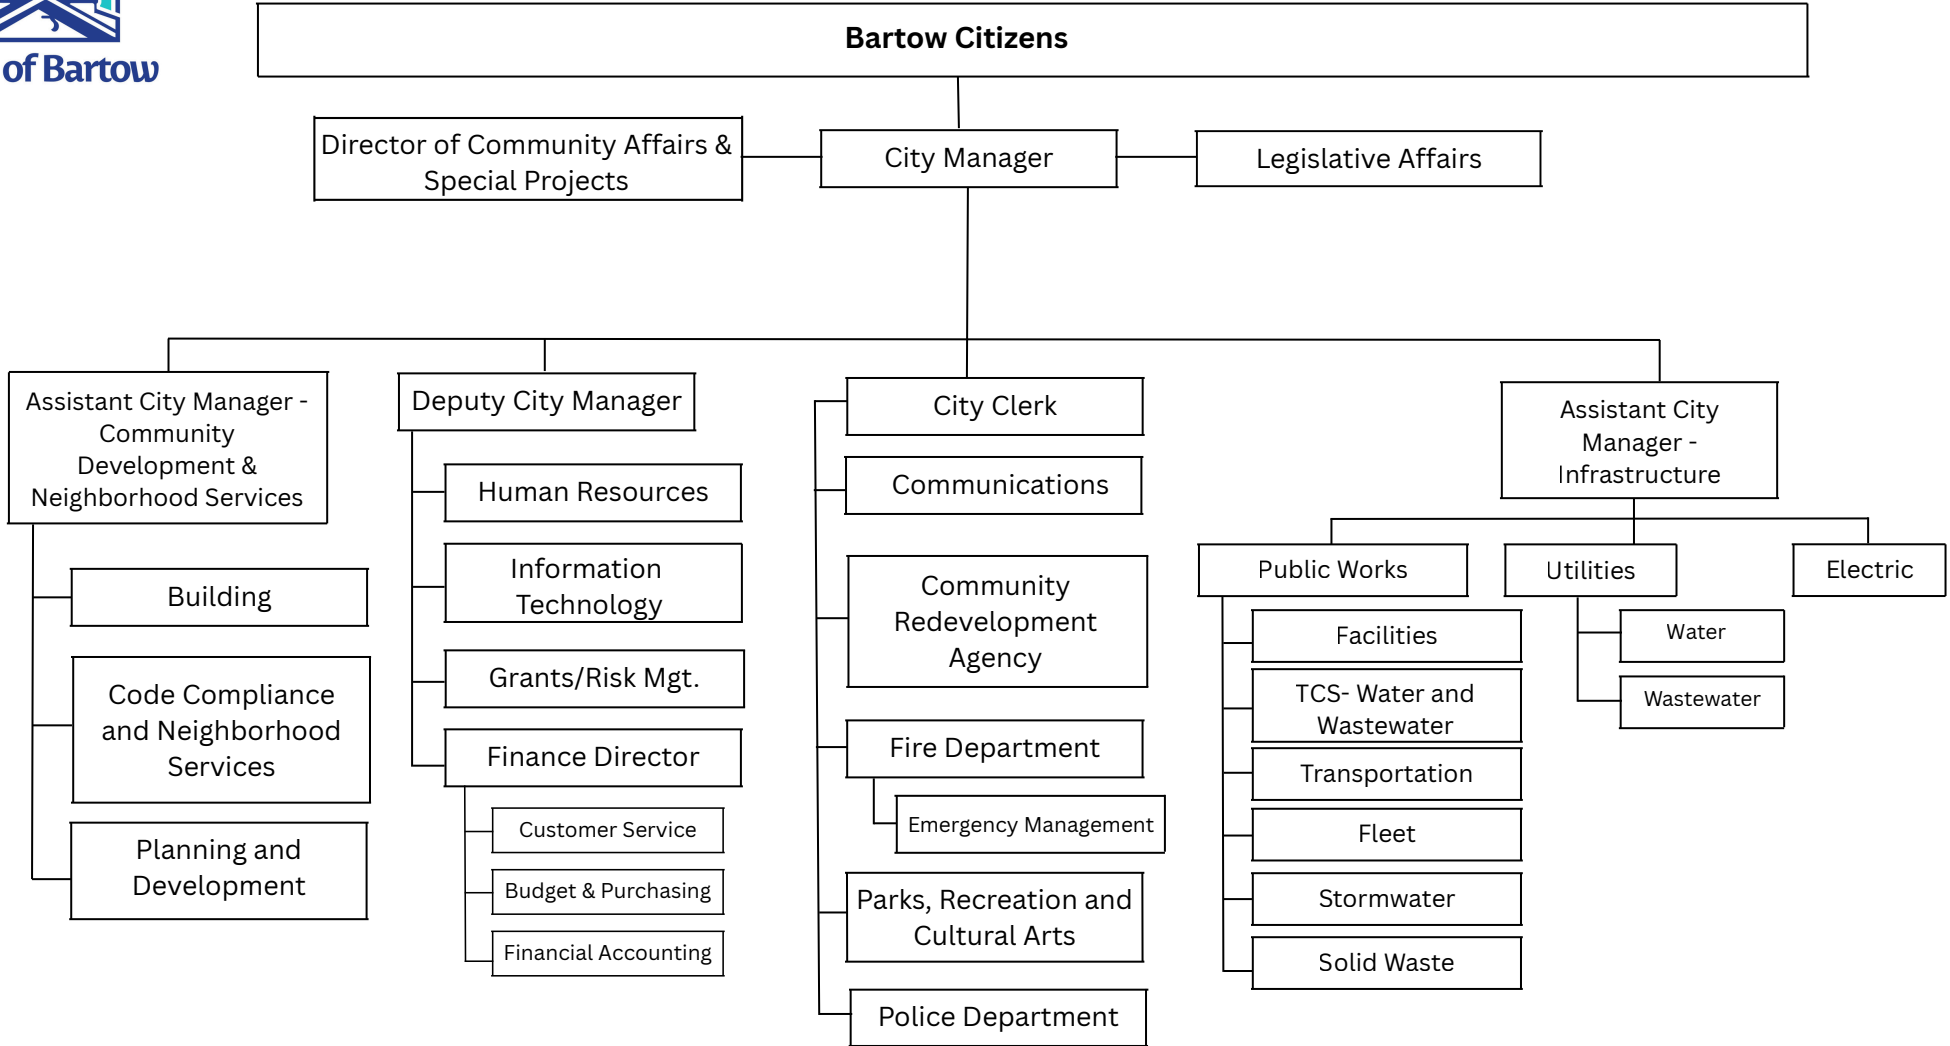 of Bartow
Bartow Citizens
Director of Community Affairs &
Special Projects
City Manager
Legislative Affairs
Assistant City Manager -
Community
Development &
Neighborhood Services
Building
Code Compliance
and Neighborhood
Services
Planning and
Development
Deputy City Manager
Human Resources
Information
Technology
Grants/Risk Mgt.
Finance Director
Customer Service
Budget & Purchasing
Financial Accounting
City Clerk
Communications
Community
Redevelopment
Agency
Fire Department
Emergency Management
Parks, Recreation and
Cultural Arts
Police Department
Assistant City
Manager -
Infrastructure
Public Works
Facilities
TCS- Water and
Wastewater
Transportation
Fleet
Stormwater
Solid Waste
Utilities
Water
Wastewater
Electric